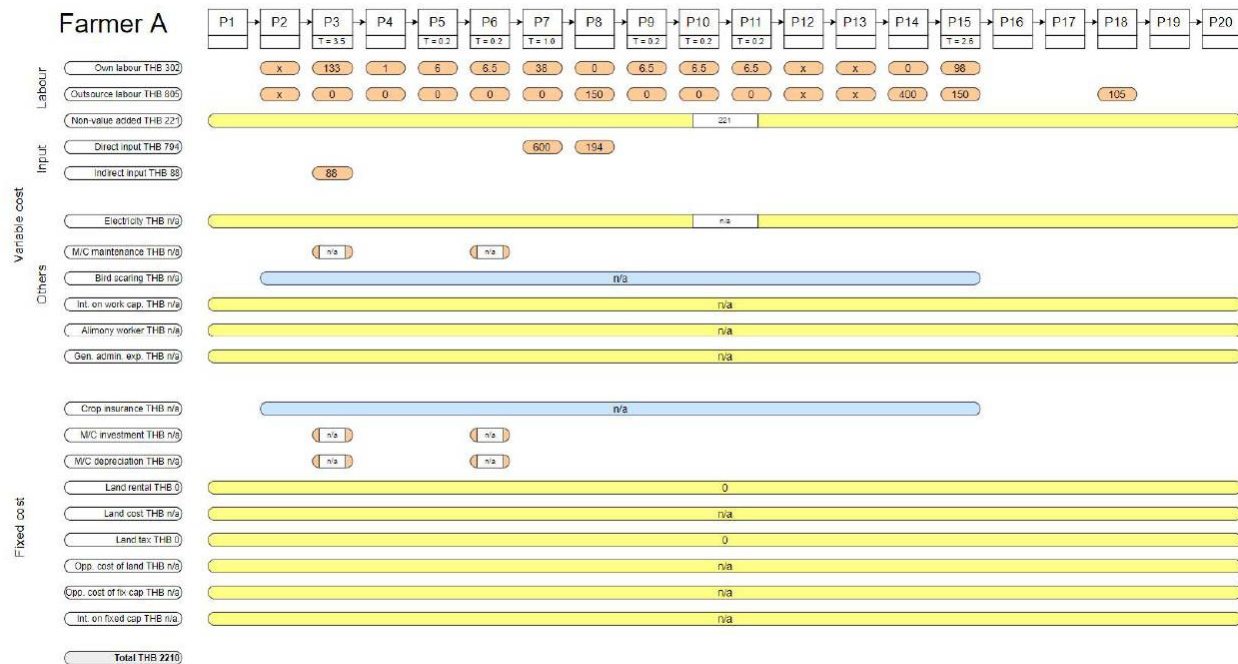 Farmer A
P1 P2 P3 P4 P5 P6 P7 P8 P9 P10 P11 P12 P13 P14 P15 P16 P17 P18 P19 P20
T = 3.5 T = 0.2 T = 0.2 T = 1.0 T = 0.2 T = 0.2 T = 0.2 T = 2.6
Labour
Own labour THB 302 x 133 1 6 6.5 38 0 6.5 6.5 6.5 x x 0 98
Outsource labour THB 805 x 0 0 0 0 0 150 0 0 0 x x 400 150 105
Non-value added THB 221 221
Input
Direct input THB 794 600 194
Indirect input THB 88 88
Variable cost
Electricity THB n/a n/a
Others
M/C maintenance THB n/a n/a n/a
Bird scaring THB n/a n/a
Int. on work cap. THB n/a n/a
Alimony worker THB n/a n/a
Gen. admin. exp. THB n/a n/a
Fixed cost
Crop insurance THB n/a n/a
M/C investment THB n/a n/a n/a
M/C depreciation THB n/a n/a n/a
Land rental THB 0 0
Land cost THB n/a n/a
Land tax THB 0 0
Opp. cost of land THB n/a n/a
Opp. cost of fix cap THB n/a n/a
Int. on fixed cap THB n/a. n/a
Total THB 2210